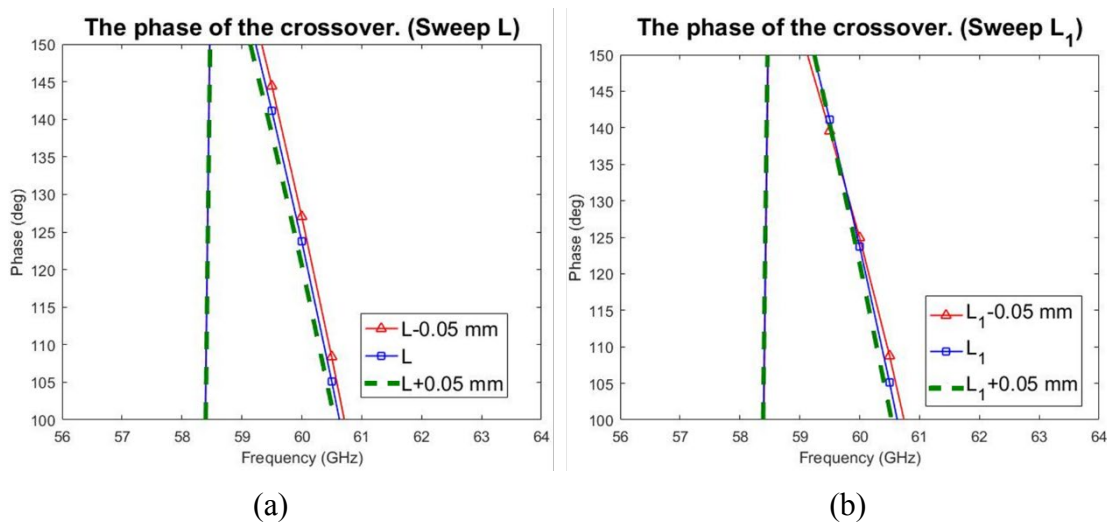 The phase of the crossover. (Sweep L)
150
145
140
135
130
125
120
115
110
105
100
Phase (deg)
L-0.05 mm
L
L+0.05 mm
56 57 58 59 60 61 62 63 64
Frequency (GHz)
(a)
The phase of the crossover. (Sweep L₁)
150
145
140
135
130
125
120
115
110
105
100
Phase (deg)
L₁-0.05 mm
L₁
L₁+0.05 mm
56 57 58 59 60 61 62 63 64
Frequency (GHz)
(b)